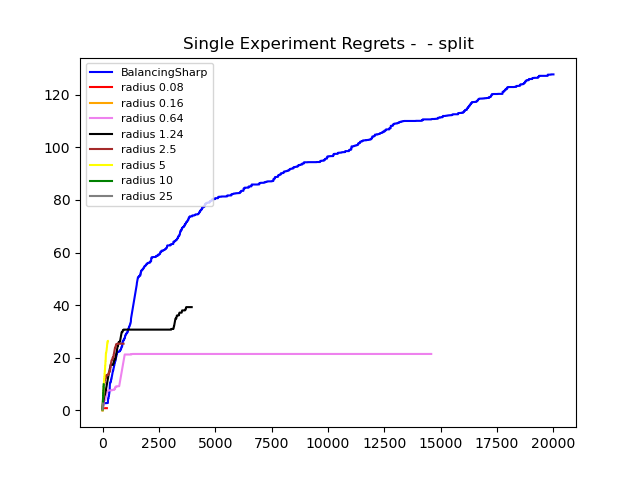 Single Experiment Regrets -  - split
BalancingSharp
radius 0.08
radius 0.16
radius 0.64
radius 1.24
radius 2.5
radius 5
radius 10
radius 25
120
100
80
60
40
20
0
0 2500 5000 7500 10000 12500 15000 17500 20000